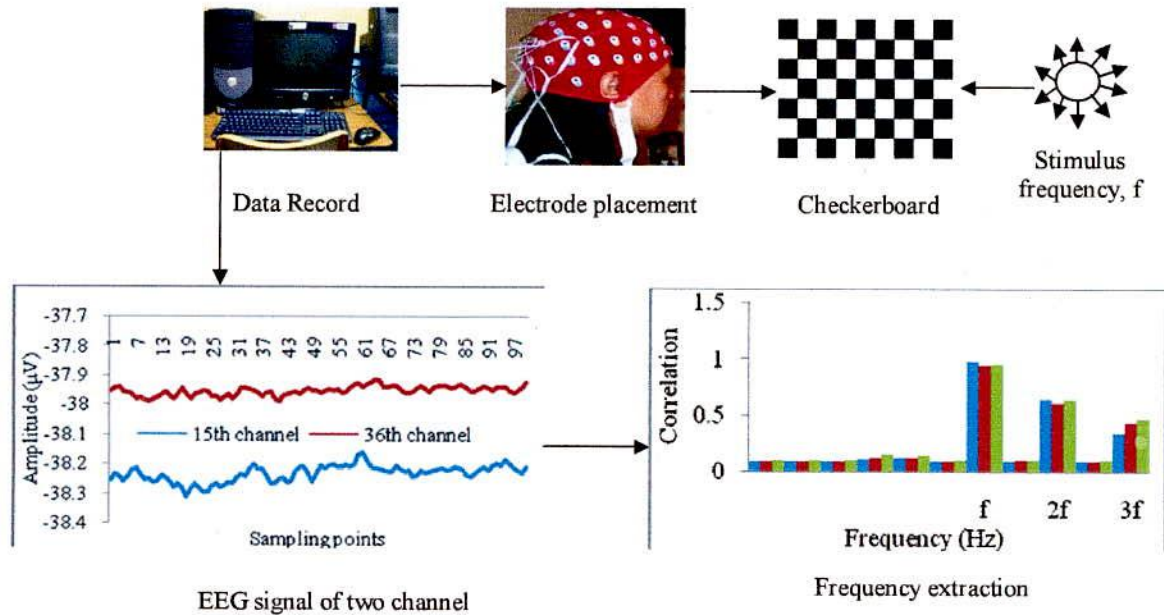 Data Record
Electrode placement
Checkerboard
Stimulus
frequency, f
-37.7
-37.8
-37.9
-38
-38.1
-38.2
-38.3
-38.4
Amplitude (µV)
1 7 13 19 25 31 37 43 49 55 61 67 73 79 85 91 97
15th channel 36th channel
Sampling points
EEG signal of two channel
1.5
1
0.5
0
Correlation
f 2f 3f
Frequency (Hz)
Frequency extraction